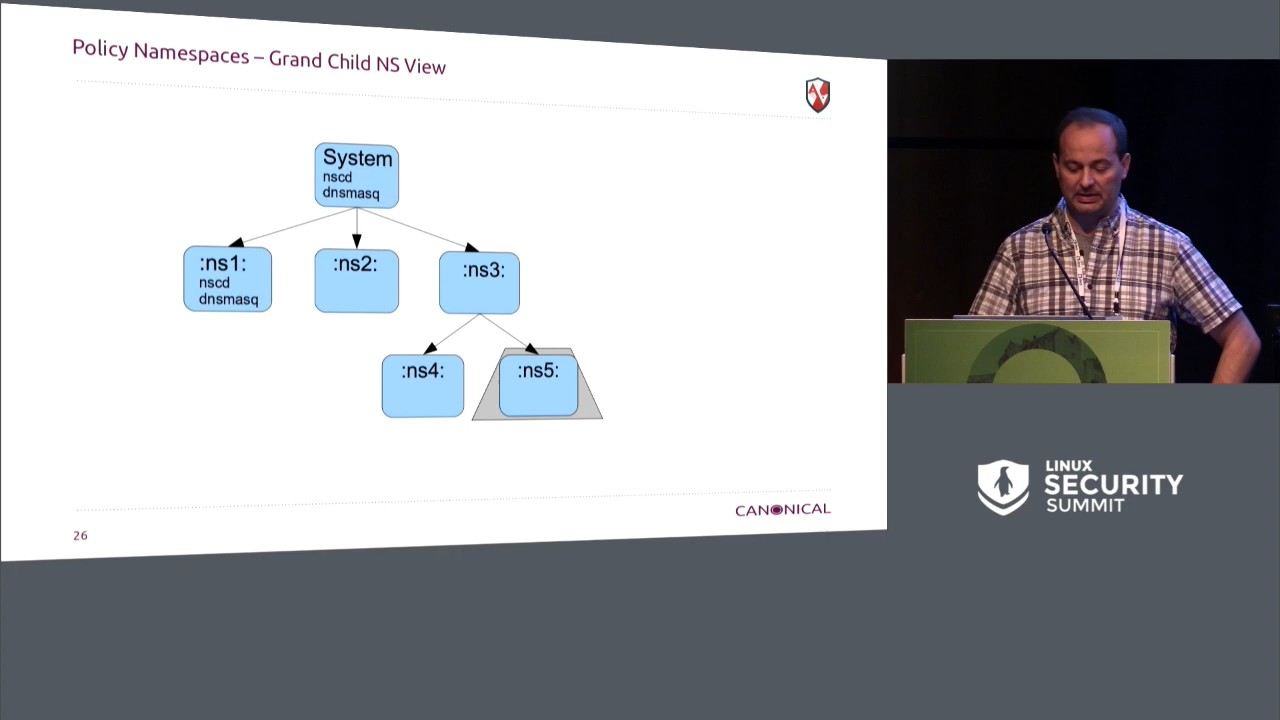 Policy Namespaces – Grand Child NS View
System
nscd
dnsmasq
:ns1:
nscd
dnsmasq
:ns2:
:ns3:
:ns4:
:ns5:
CANONICAL
26
LINUX
SECURITY
SUMMIT